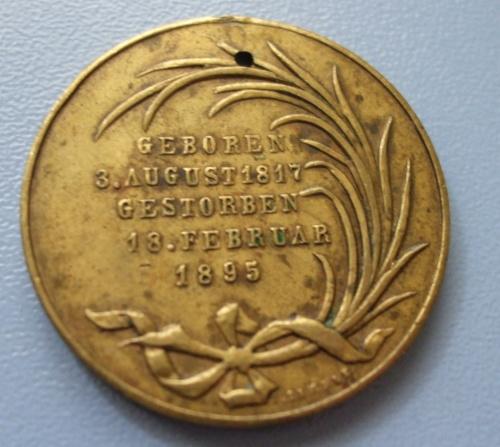 GEBOREN
3. AUGUST 1817
GESTORBEN
18. FEBRUAR
1895